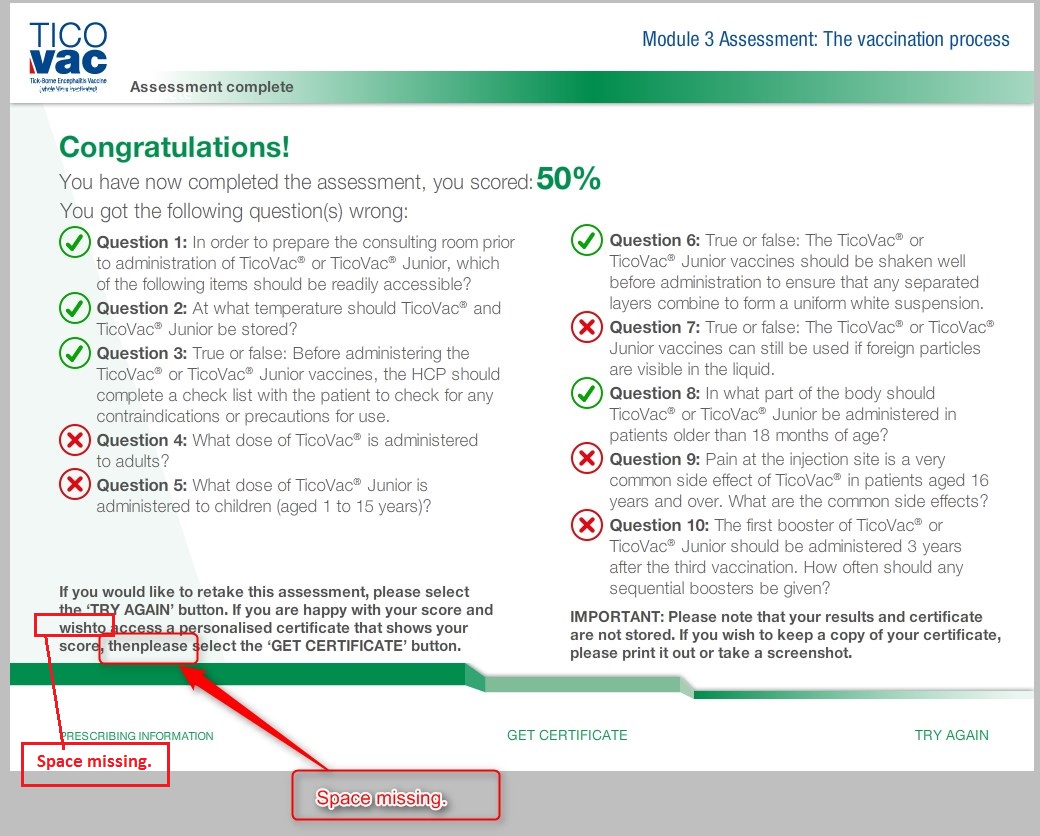 TICO
vac
Tick-Borne Encephalitis Vaccine
(whole Virus Inactivated)
Module 3 Assessment: The vaccination process
Assessment complete
Congratulations!
You have now completed the assessment, you scored: 50%
You got the following question(s) wrong:
Question 1: In order to prepare the consulting room prior
to administration of TicoVac® or TicoVac® Junior, which
of the following items should be readily accessible?
Question 2: At what temperature should TicoVac® and
TicoVac® Junior be stored?
Question 3: True or false: Before administering the
TicoVac® or TicoVac® Junior vaccines, the HCP should
complete a check list with the patient to check for any
contraindications or precautions for use.
Question 4: What dose of TicoVac® is administered
to adults?
Question 5: What dose of TicoVac® Junior is
administered to children (aged 1 to 15 years)?
If you would like to retake this assessment, please select
the ‘TRY AGAIN’ button. If you are happy with your score and
wishto access a personalised certificate that shows your
score, thenplease select the ‘GET CERTIFICATE’ button.
Question 6: True or false: The TicoVac® or
TicoVac® Junior vaccines should be shaken well
before administration to ensure that any separated
layers combine to form a uniform white suspension.
Question 7: True or false: The TicoVac® or TicoVac®
Junior vaccines can still be used if foreign particles
are visible in the liquid.
Question 8: In what part of the body should
TicoVac® or TicoVac® Junior be administered in
patients older than 18 months of age?
Question 9: Pain at the injection site is a very
common side effect of TicoVac® in patients aged 16
years and over. What are the common side effects?
Question 10: The first booster of TicoVac® or
TicoVac® Junior should be administered 3 years
after the third vaccination. How often should any
sequential boosters be given?
IMPORTANT: Please note that your results and certificate
are not stored. If you wish to keep a copy of your certificate,
please print it out or take a screenshot.
PRESCRIBING INFORMATION
GET CERTIFICATE
TRY AGAIN
Space missing.
Space missing.